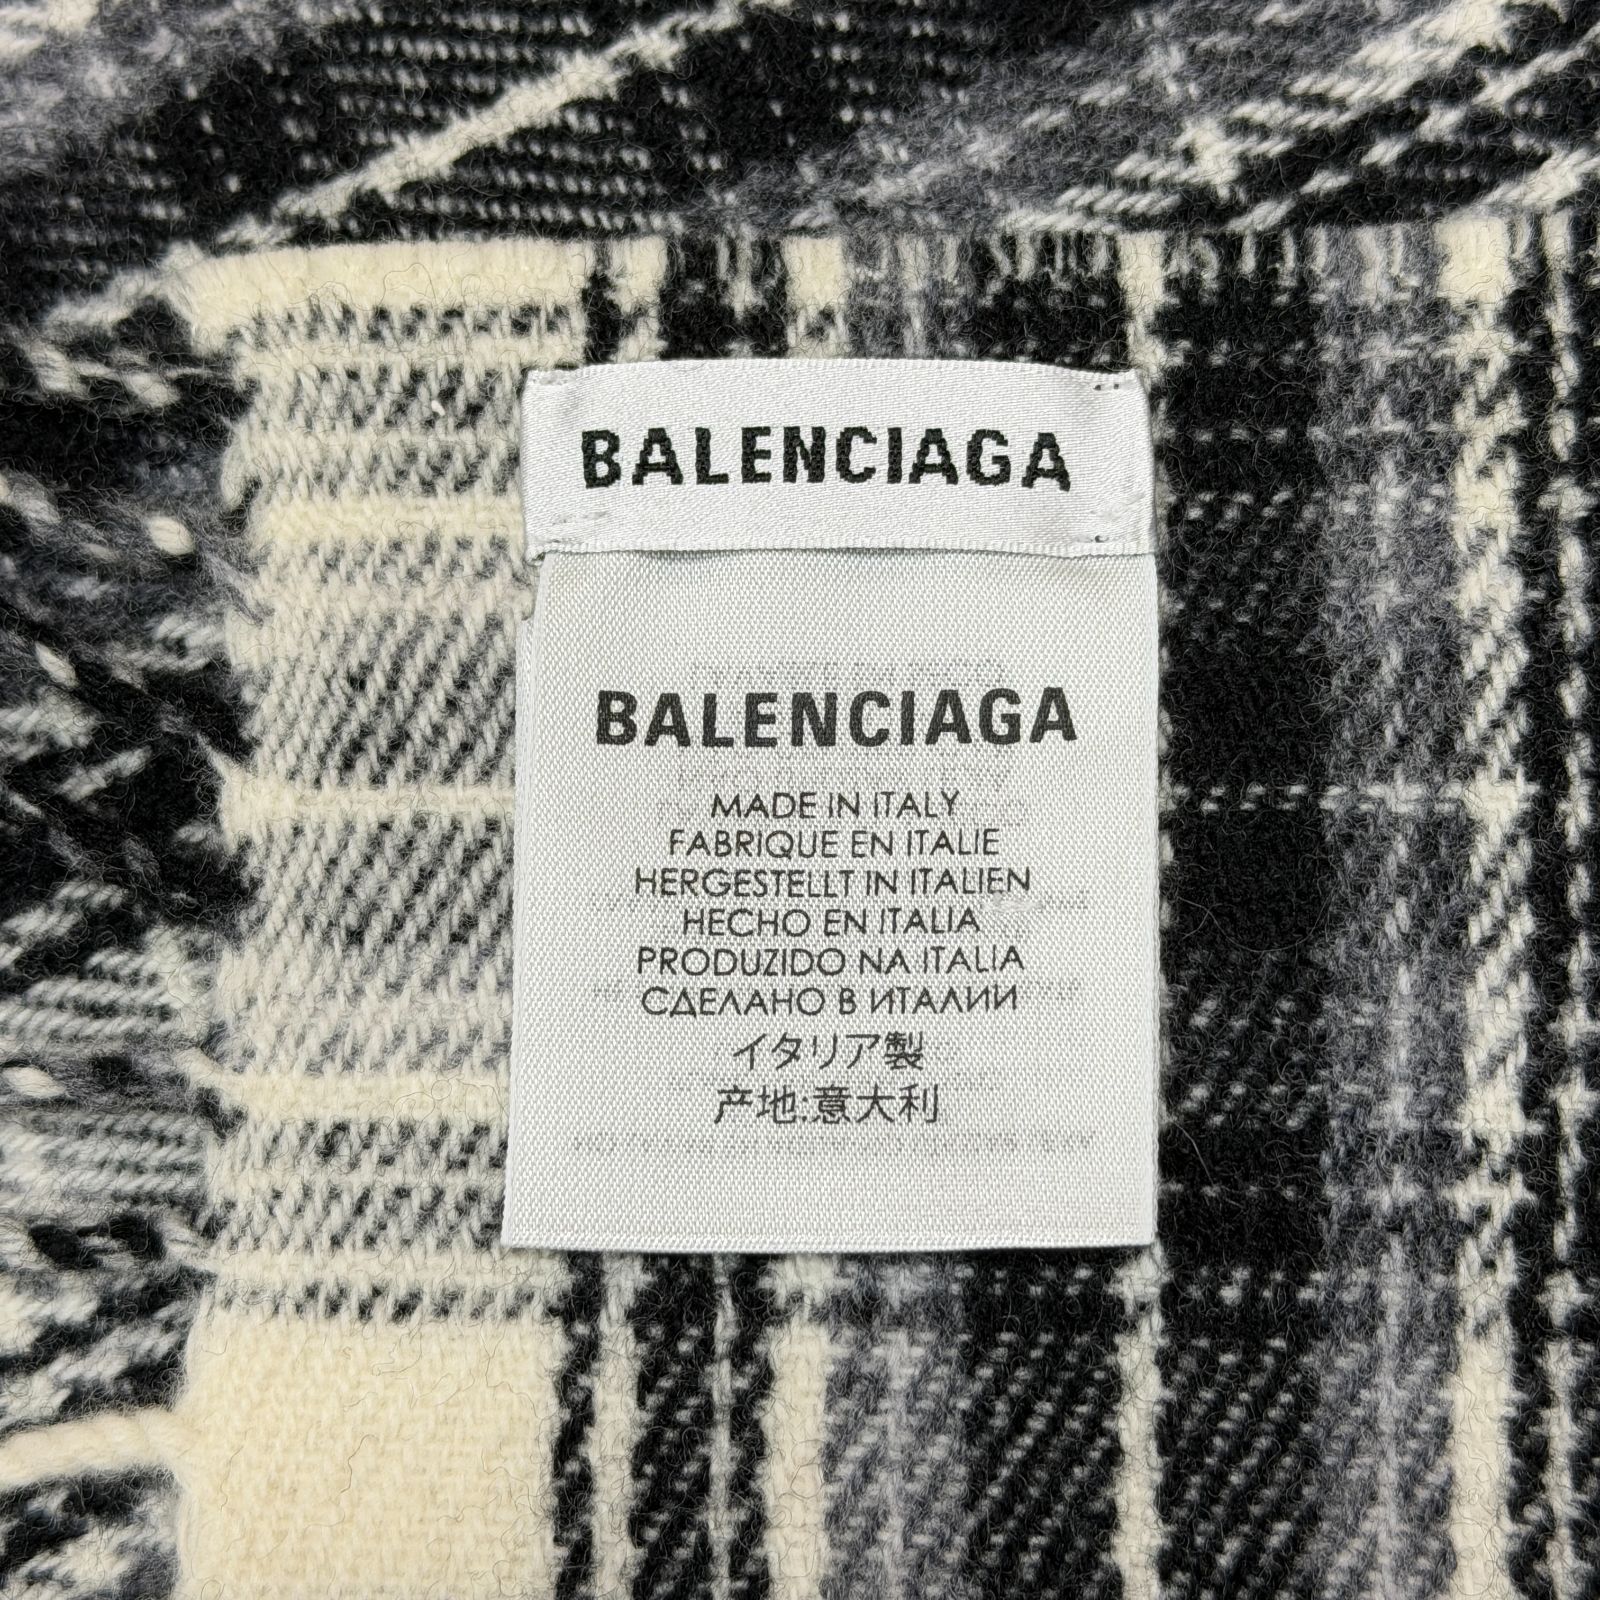 BALENCIAGA
BALENCIAGA
MADE IN ITALY
FABRIQUE EN ITALIE
HERGESTELLT IN ITALIEN
HECHO EN ITALIA
PRODUZIDO NA ITALIA
СДЕЛАНО В ИТАЛИИ
イタリア製
产地:意大利